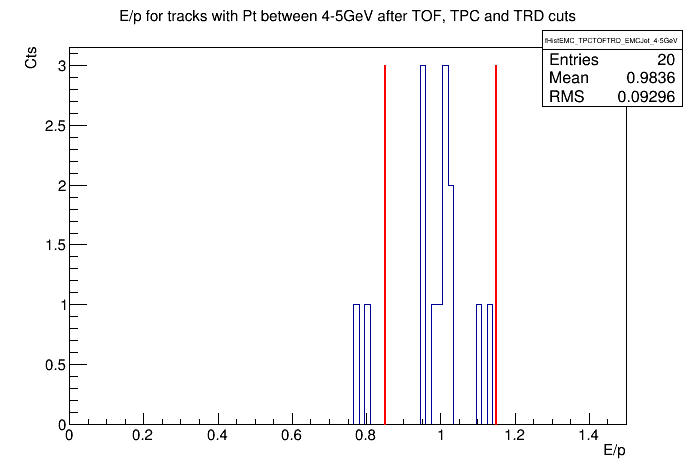 E/p for tracks with Pt between 4-5GeV after TOF, TPC and TRD cuts
fHistEMC_TPCTOFTRD_EMCJet_4-5GeV
Entries 20
Mean 0.9836
RMS 0.09296
Cts
3
2.5
2
1.5
1
0.5
0
0 0.2 0.4 0.6 0.8 1 1.2 1.4
E/p